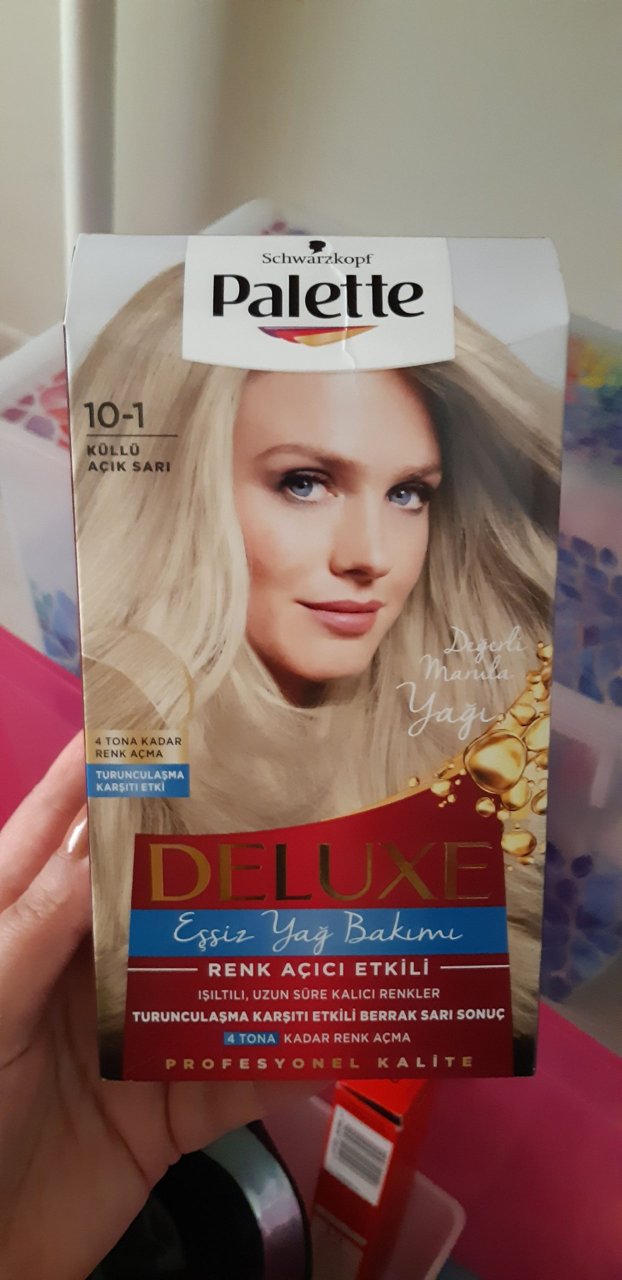 Schwarzkopf
Palette
10-1
KÜLLÜ
AÇIK SARI
Değerli
Marula
Yağı
4 TONA KADAR
RENK AÇMA
TURUNCULAŞMA
KARŞITI ETKİ
DELUXE
Eşsiz Yağ Bakımı
RENK AÇICI ETKİLİ
IŞILTILI, UZUN SÜRE KALICI RENKLER
TURUNCULAŞMA KARŞITI ETKİLİ BERRAK SARI SONUÇ
4 TONA KADAR RENK AÇMA
PROFESYONEL KALİTE